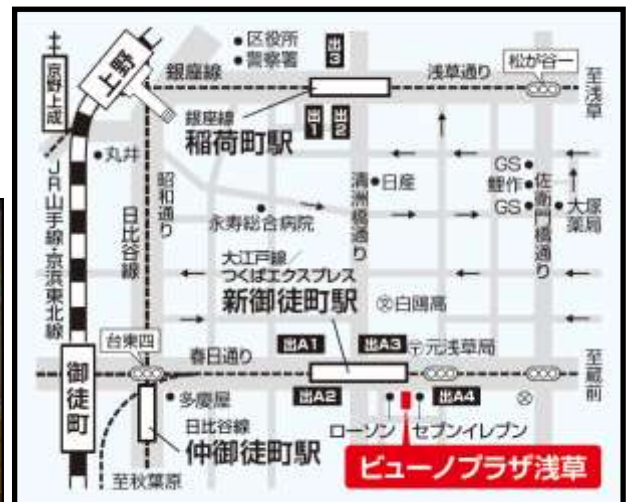 区役所
警察署
出3
松が谷一
京成上野
上野
銀座線
浅草通り
至浅草
銀座線
稲荷町駅
出1
出2
丸井
JR山手線・京浜東北線
日比谷線
昭和通り
永寿総合病院
清洲橋通り
日産
GS
鯉作
GS
佐衛門橋通り
大塚薬局
大江戸線／
つくばエクスプレス
新御徒町駅
文白鴎高
台東四
春日通り
出A1
出A3
〒元浅草局
至蔵前
御徒町
多慶屋
出A2
出A4
日比谷線
仲御徒町駅
ローソン
セブンイレブン
至秋葉原
ビューノプラザ浅草